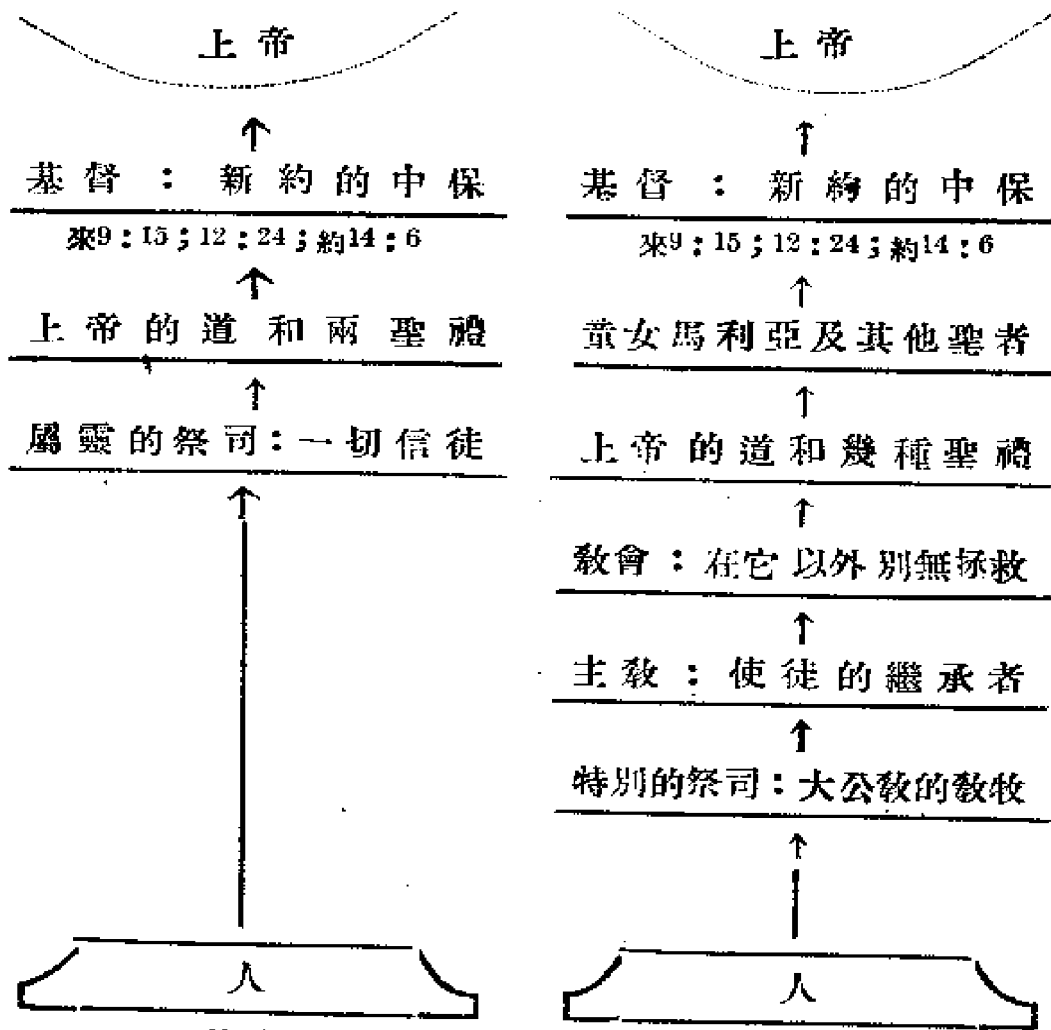 上帝
基督：新約的中保
來9：15；12：24；約14：6
上帝的道和兩聖禮
屬靈的祭司：一切信徒
人
上帝
基督：新約的中保
來9：15；12：24；約14：6
童女馬利亞及其他聖者
上帝的道和幾種聖禮
教會：在它以外別無拯救
主教：使徒的繼承者
特別的祭司：大公教的教牧
人